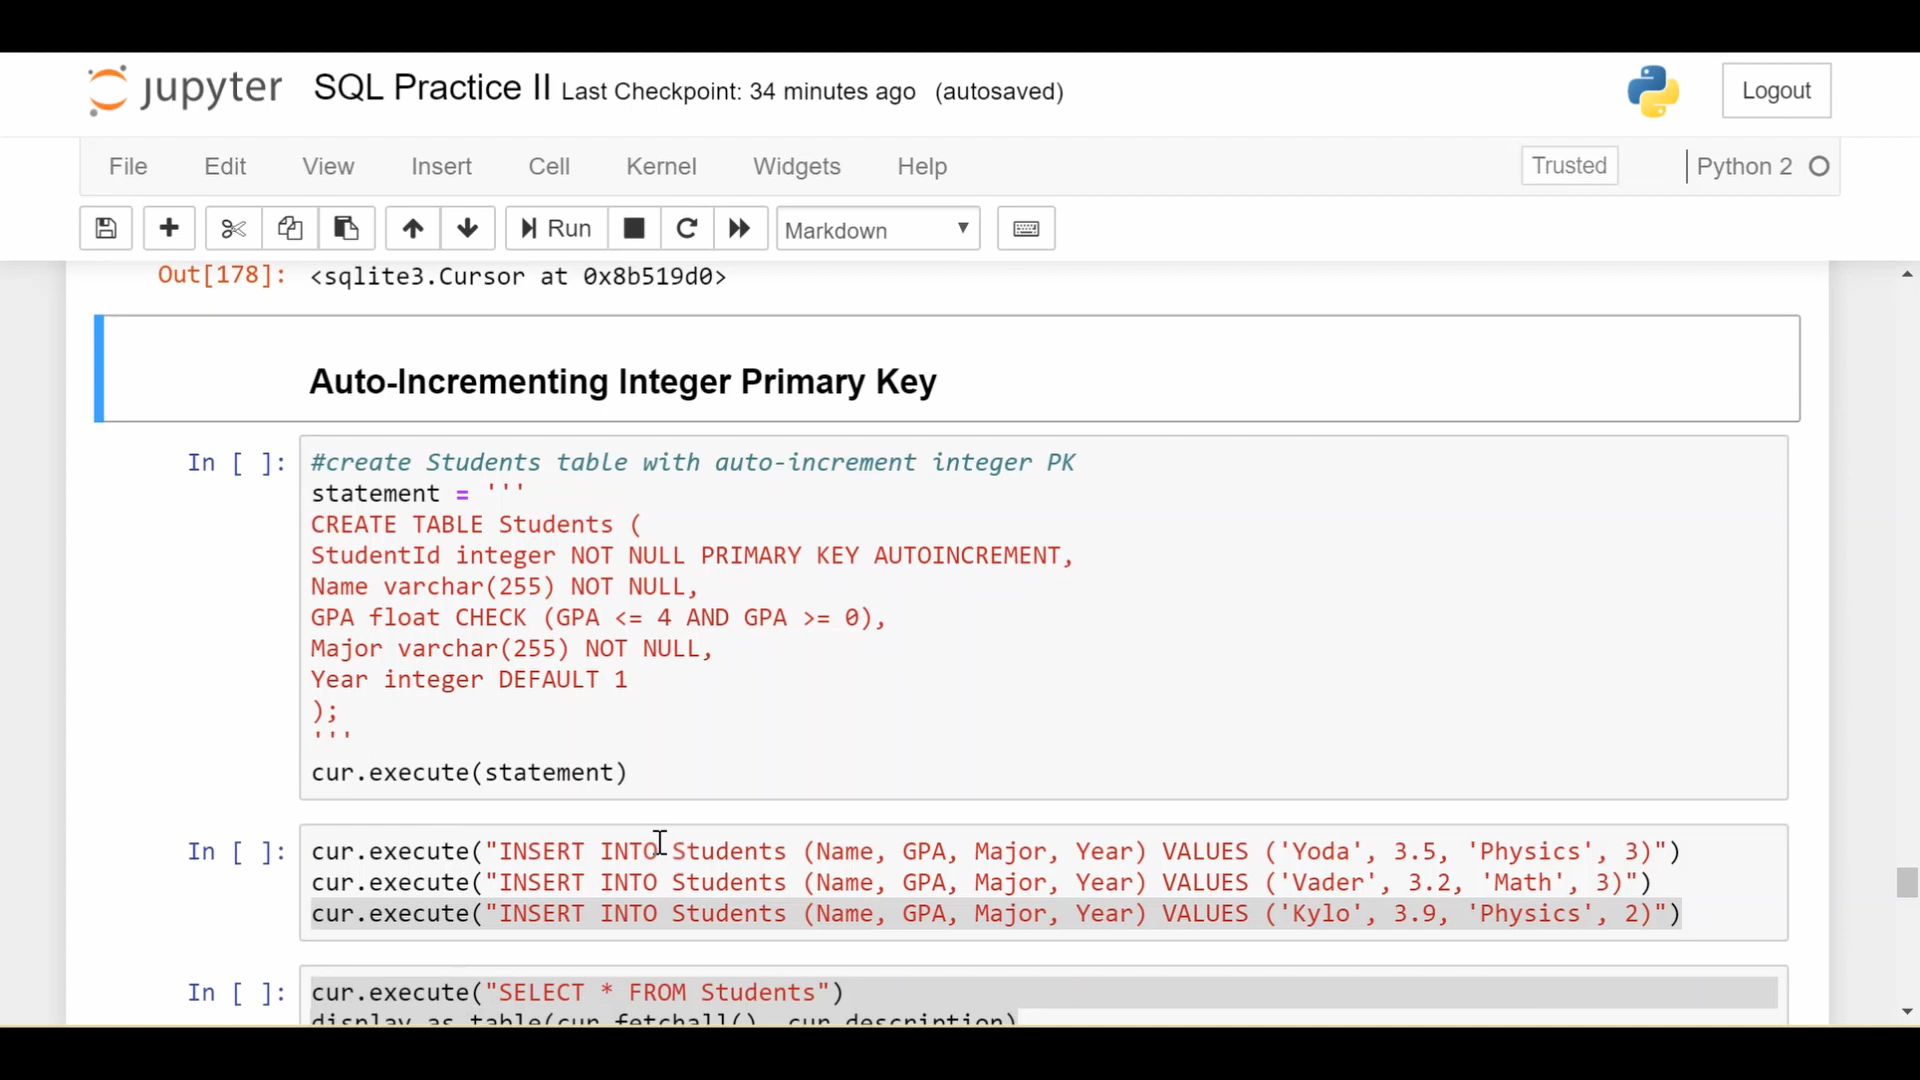 jupyter SQL Practice II Last Checkpoint: 34 minutes ago (autosaved) Logout
File Edit View Insert Cell Kernel Widgets Help Trusted Python 2
Run Markdown
Out[178]: <sqlite3.Cursor at 0x8b519d0>
Auto-Incrementing Integer Primary Key
In [ ]: #create Students table with auto-increment integer PK
statement = '''
CREATE TABLE Students (
StudentId integer NOT NULL PRIMARY KEY AUTOINCREMENT,
Name varchar(255) NOT NULL,
GPA float CHECK (GPA <= 4 AND GPA >= 0),
Major varchar(255) NOT NULL,
Year integer DEFAULT 1
);
'''
cur.execute(statement)
In [ ]: cur.execute("INSERT INTO Students (Name, GPA, Major, Year) VALUES ('Yoda', 3.5, 'Physics', 3)")
cur.execute("INSERT INTO Students (Name, GPA, Major, Year) VALUES ('Vader', 3.2, 'Math', 3)")
cur.execute("INSERT INTO Students (Name, GPA, Major, Year) VALUES ('Kylo', 3.9, 'Physics', 2)")
In [ ]: cur.execute("SELECT * FROM Students")
display_as_table(cur.fetchall(), cur.description)